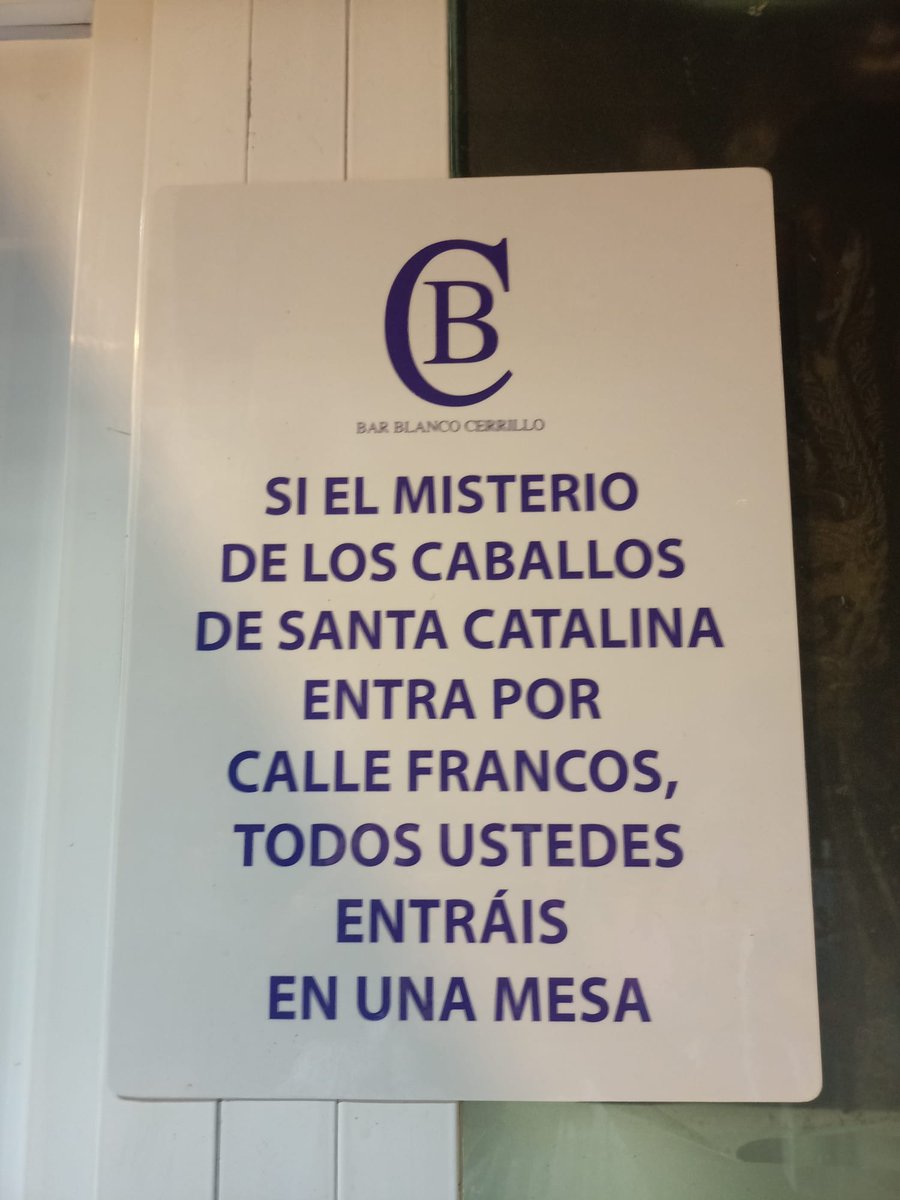 CB
BAR BLANCO CERRILLO
SI EL MISTERIO
DE LOS CABALLOS
DE SANTA CATALINA
ENTRA POR
CALLE FRANCOS,
TODOS USTEDES
ENTRÁIS
EN UNA MESA